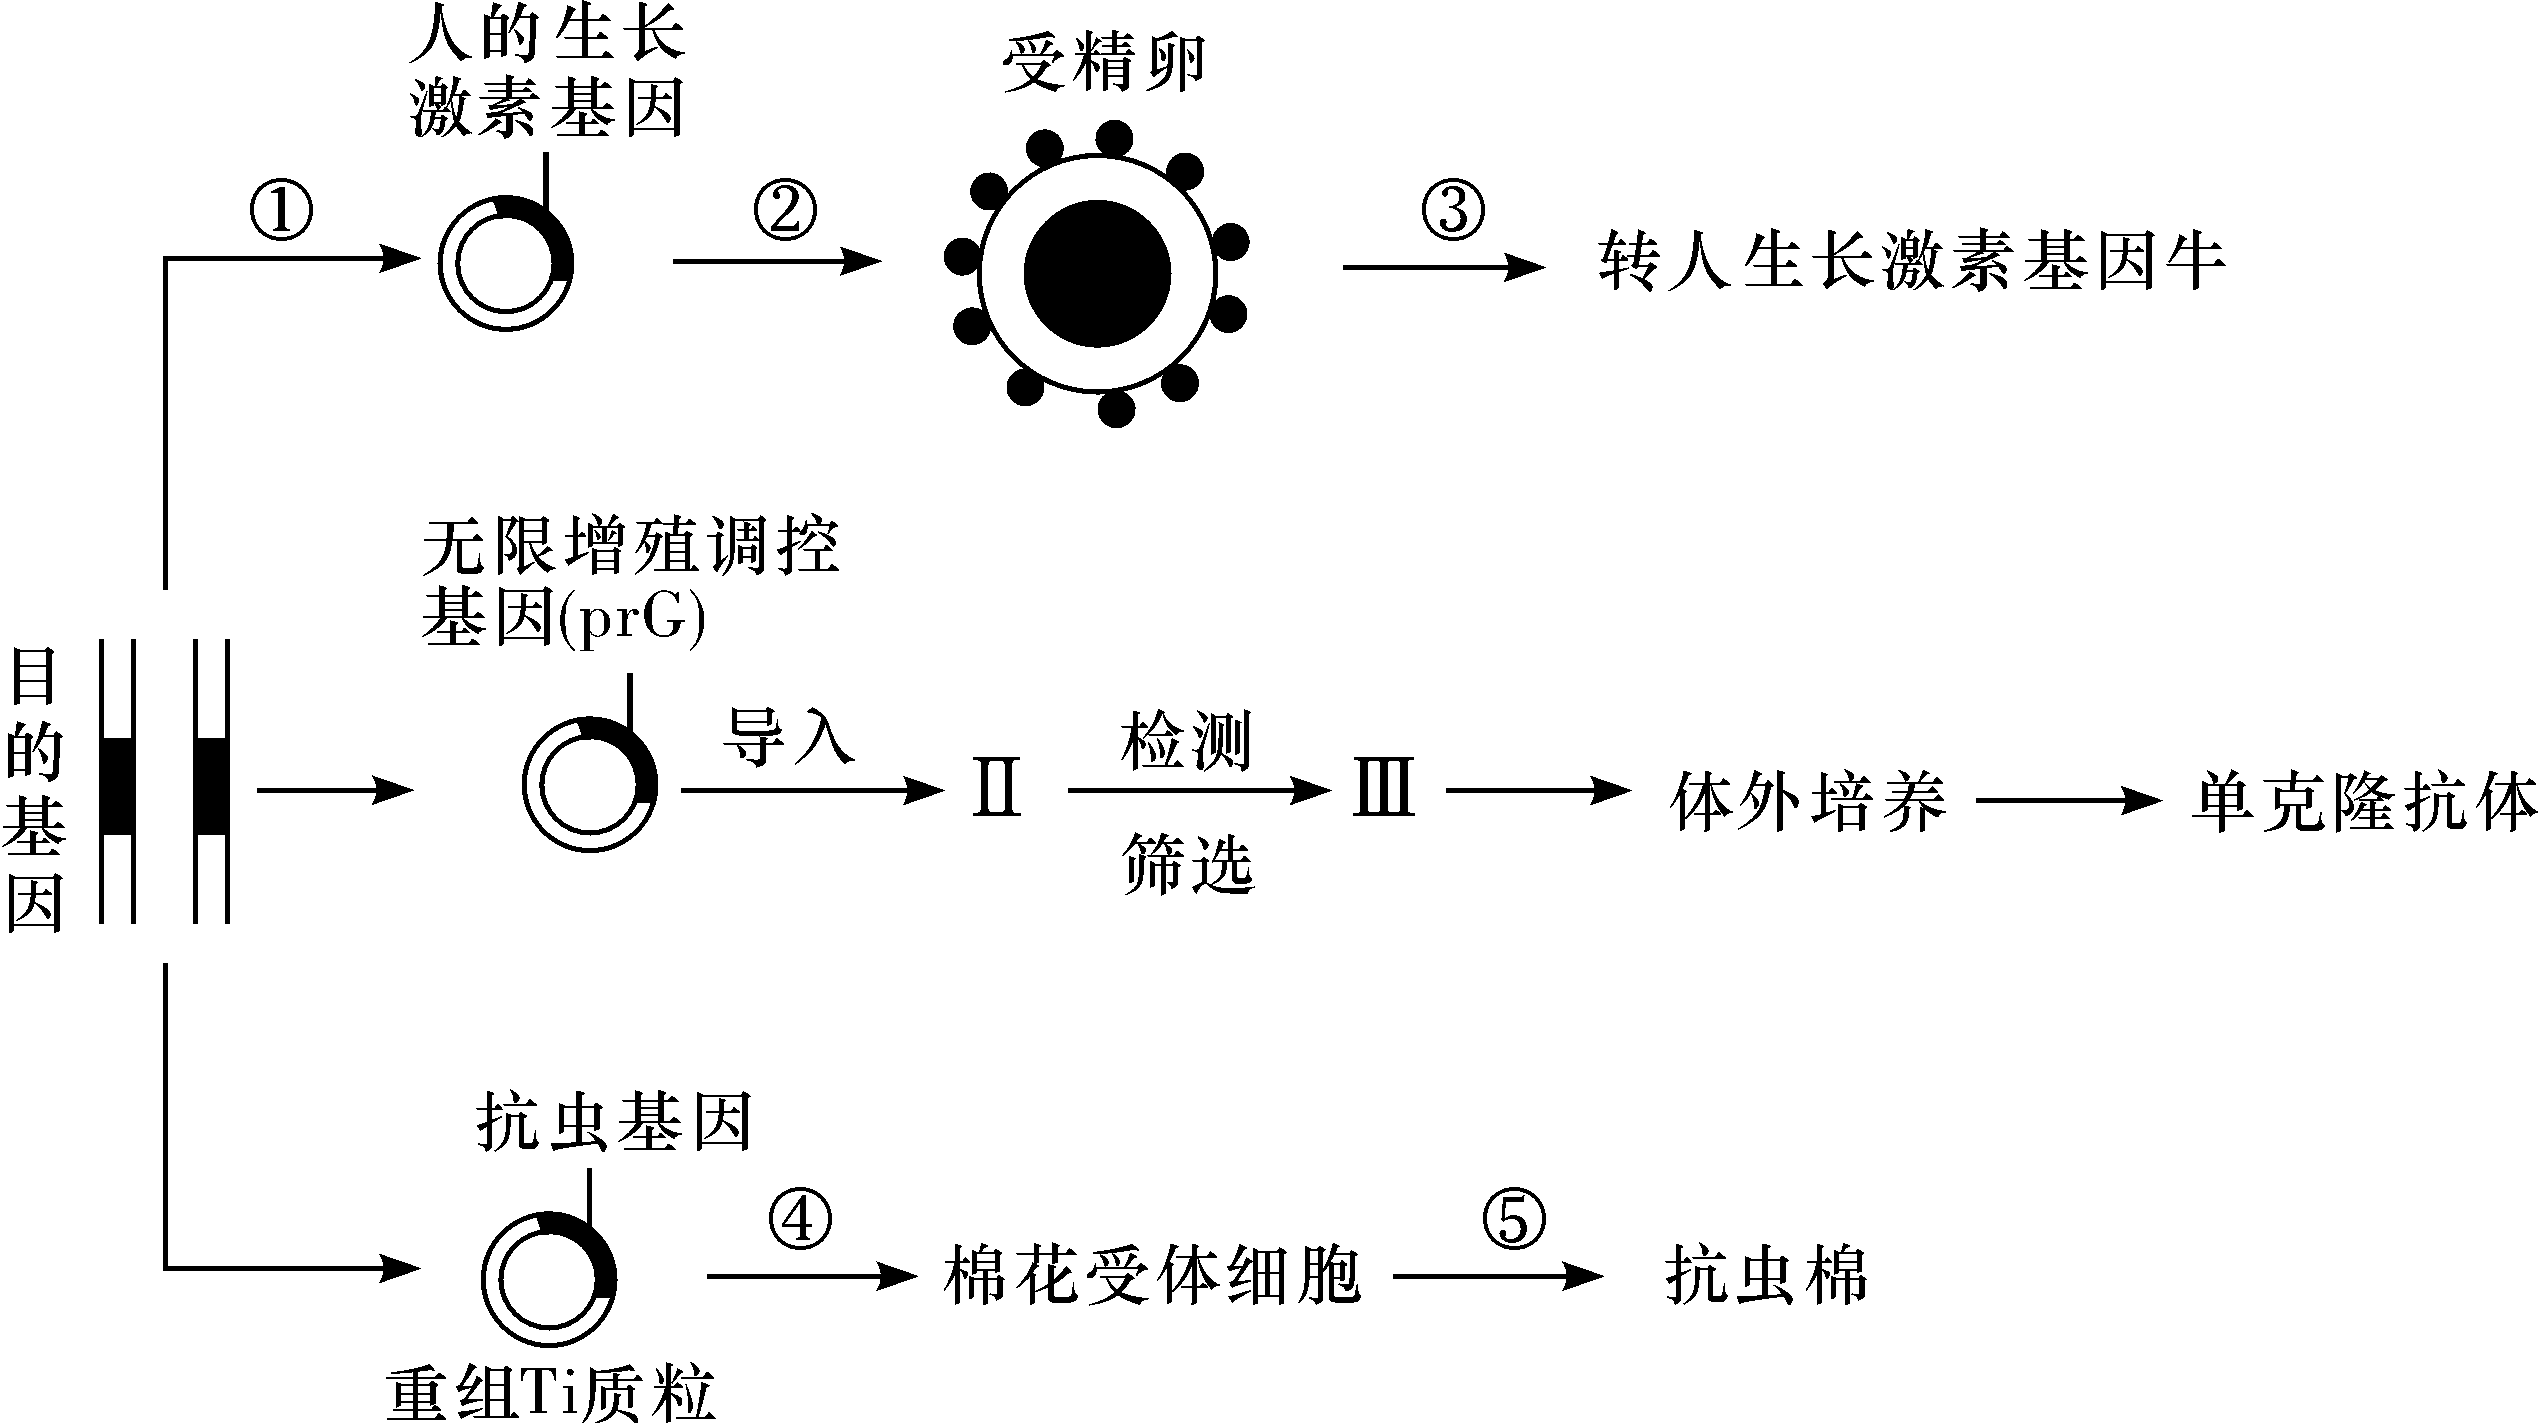 人的生长
激素基因
受精卵
①
②
③
转人生长激素基因牛
无限增殖调控
基因(prG)
目的基因
导入
Ⅱ
检测
筛选
Ⅲ
体外培养
单克隆抗体
抗虫基因
④
棉花受体细胞
⑤
抗虫棉
重组Ti质粒